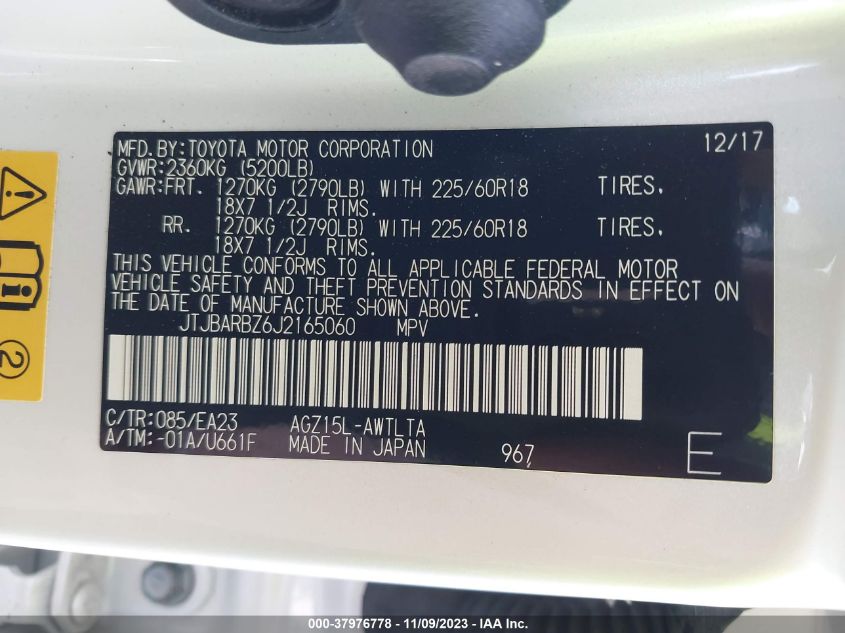 MFD.BY:TOYOTA MOTOR CORPORATION 12/17
GVWR:2360KG (5200LB)
GAWR:FRT. 1270KG (2790LB) WITH 225/60R18 TIRES,
18X7 1/2J RIMS.
RR. 1270KG (2790LB) WITH 225/60R18 TIRES,
18X7 1/2J RIMS.
THIS VEHICLE CONFORMS TO ALL APPLICABLE FEDERAL MOTOR
VEHICLE SAFETY AND THEFT PREVENTION STANDARDS IN EFFECT ON
THE DATE OF MANUFACTURE SHOWN ABOVE.
JTJBARBZ6J2165060 MPV
C/TR:085/EA23 AGZ15L-AWTLTA
A/TM:-01A/U661F MADE IN JAPAN 967, E
2
000-37976778 - 11/09/2023 - IAA Inc.